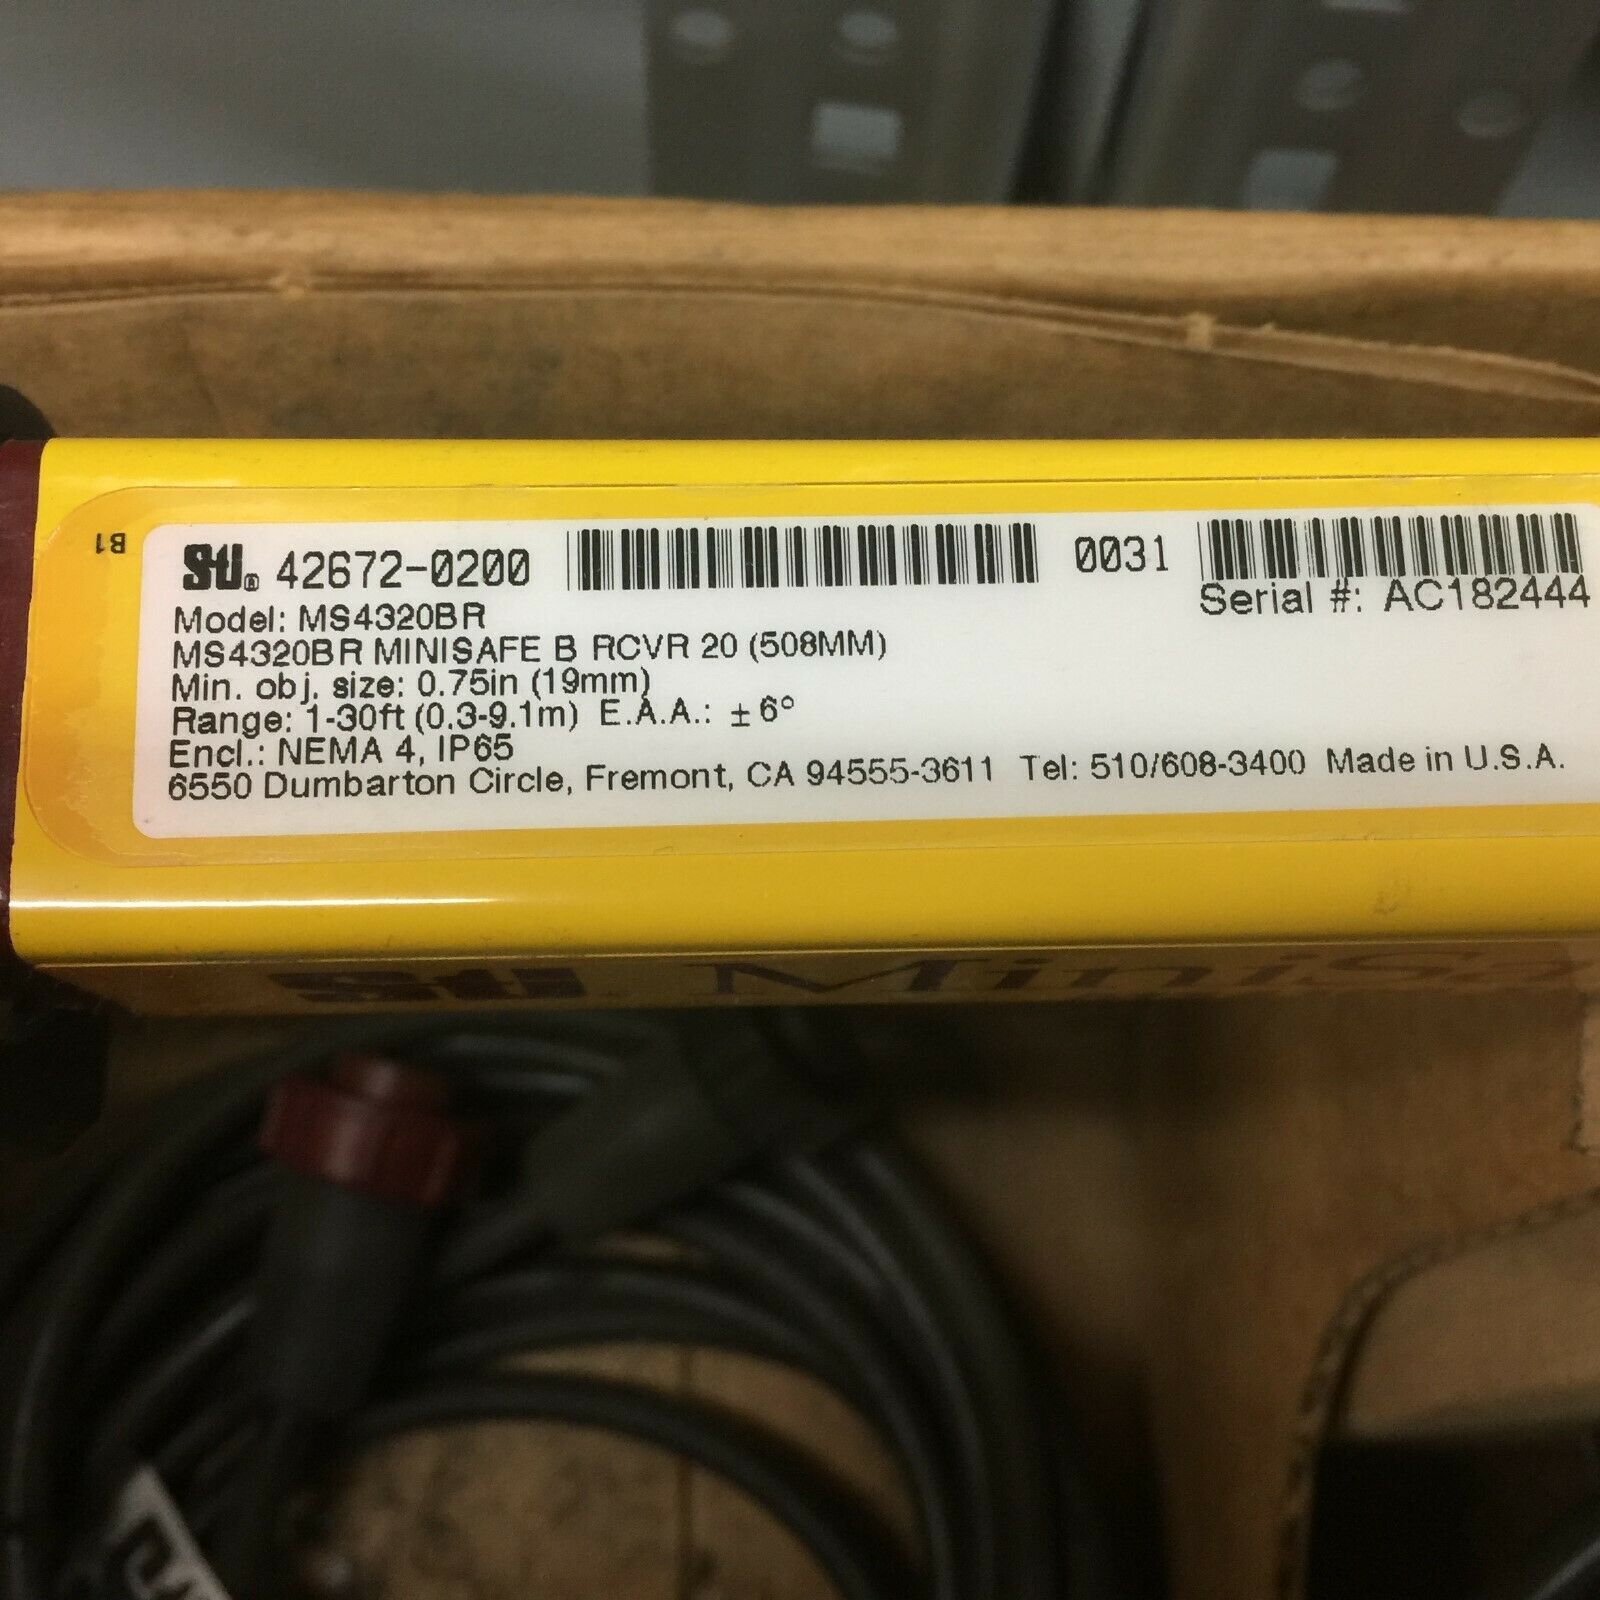 B1
STI® 42672-0200 0031
Serial #: AC182444
Model: MS4320BR
MS4320BR MINISAFE B RCVR 20 (508MM)
Min. obj. size: 0.75in (19mm)
Range: 1-30ft (0.3-9.1m) E.A.A.: ±6°
Encl.: NEMA 4, IP65
6550 Dumbarton Circle, Fremont, CA 94555-3611 Tel: 510/608-3400 Made in U.S.A.
STI MiniSa